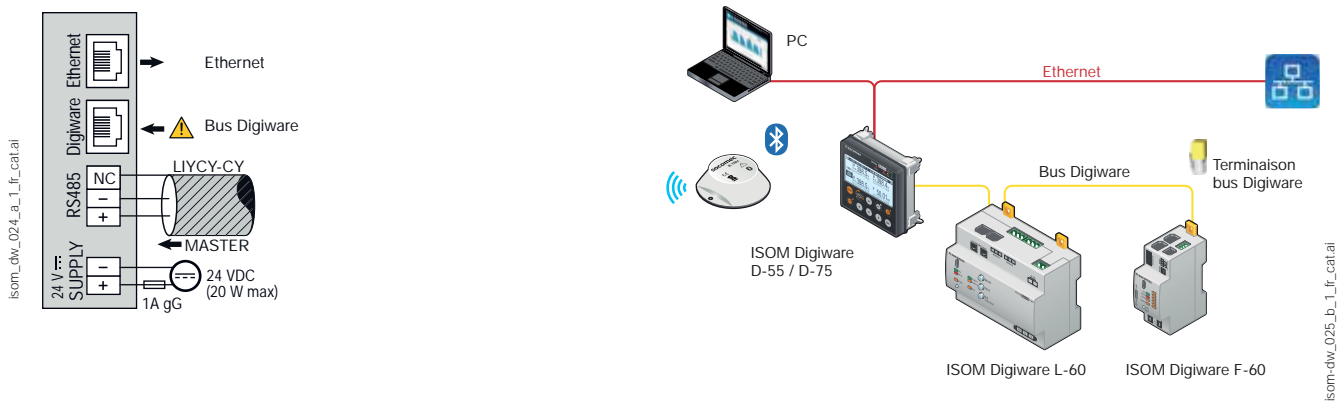 isom_dw_024_a_1_fr_cat.ai
Ethernet
Ethernet
Digiware
Bus Digiware
RS485
NC
–
+
LIYCY-CY
MASTER
24 V
SUPPLY
–
+
24 VDC
(20 W max)
1A gG
PC
Ethernet
socomec
ISOM Digiware
D-55 / D-75
Bus Digiware
Terminaison
bus Digiware
ISOM Digiware L-60
ISOM Digiware F-60
isom-dw_025_b_1_fr_cat.ai